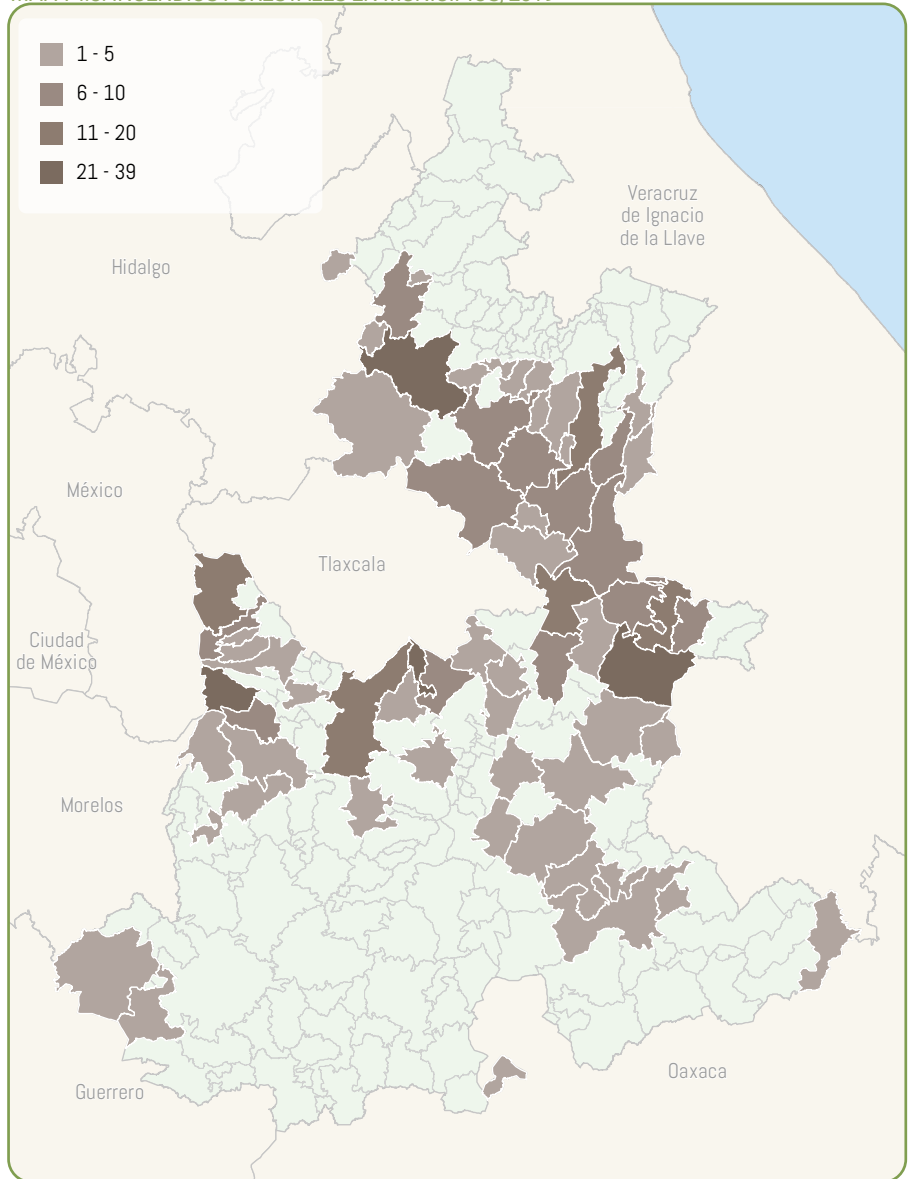 1 - 5
6 - 10
11 - 20
21 - 39
Veracruz
de Ignacio
de la Llave
Hidalgo
México
Tlaxcala
Ciudad
de México
Morelos
Guerrero
Oaxaca